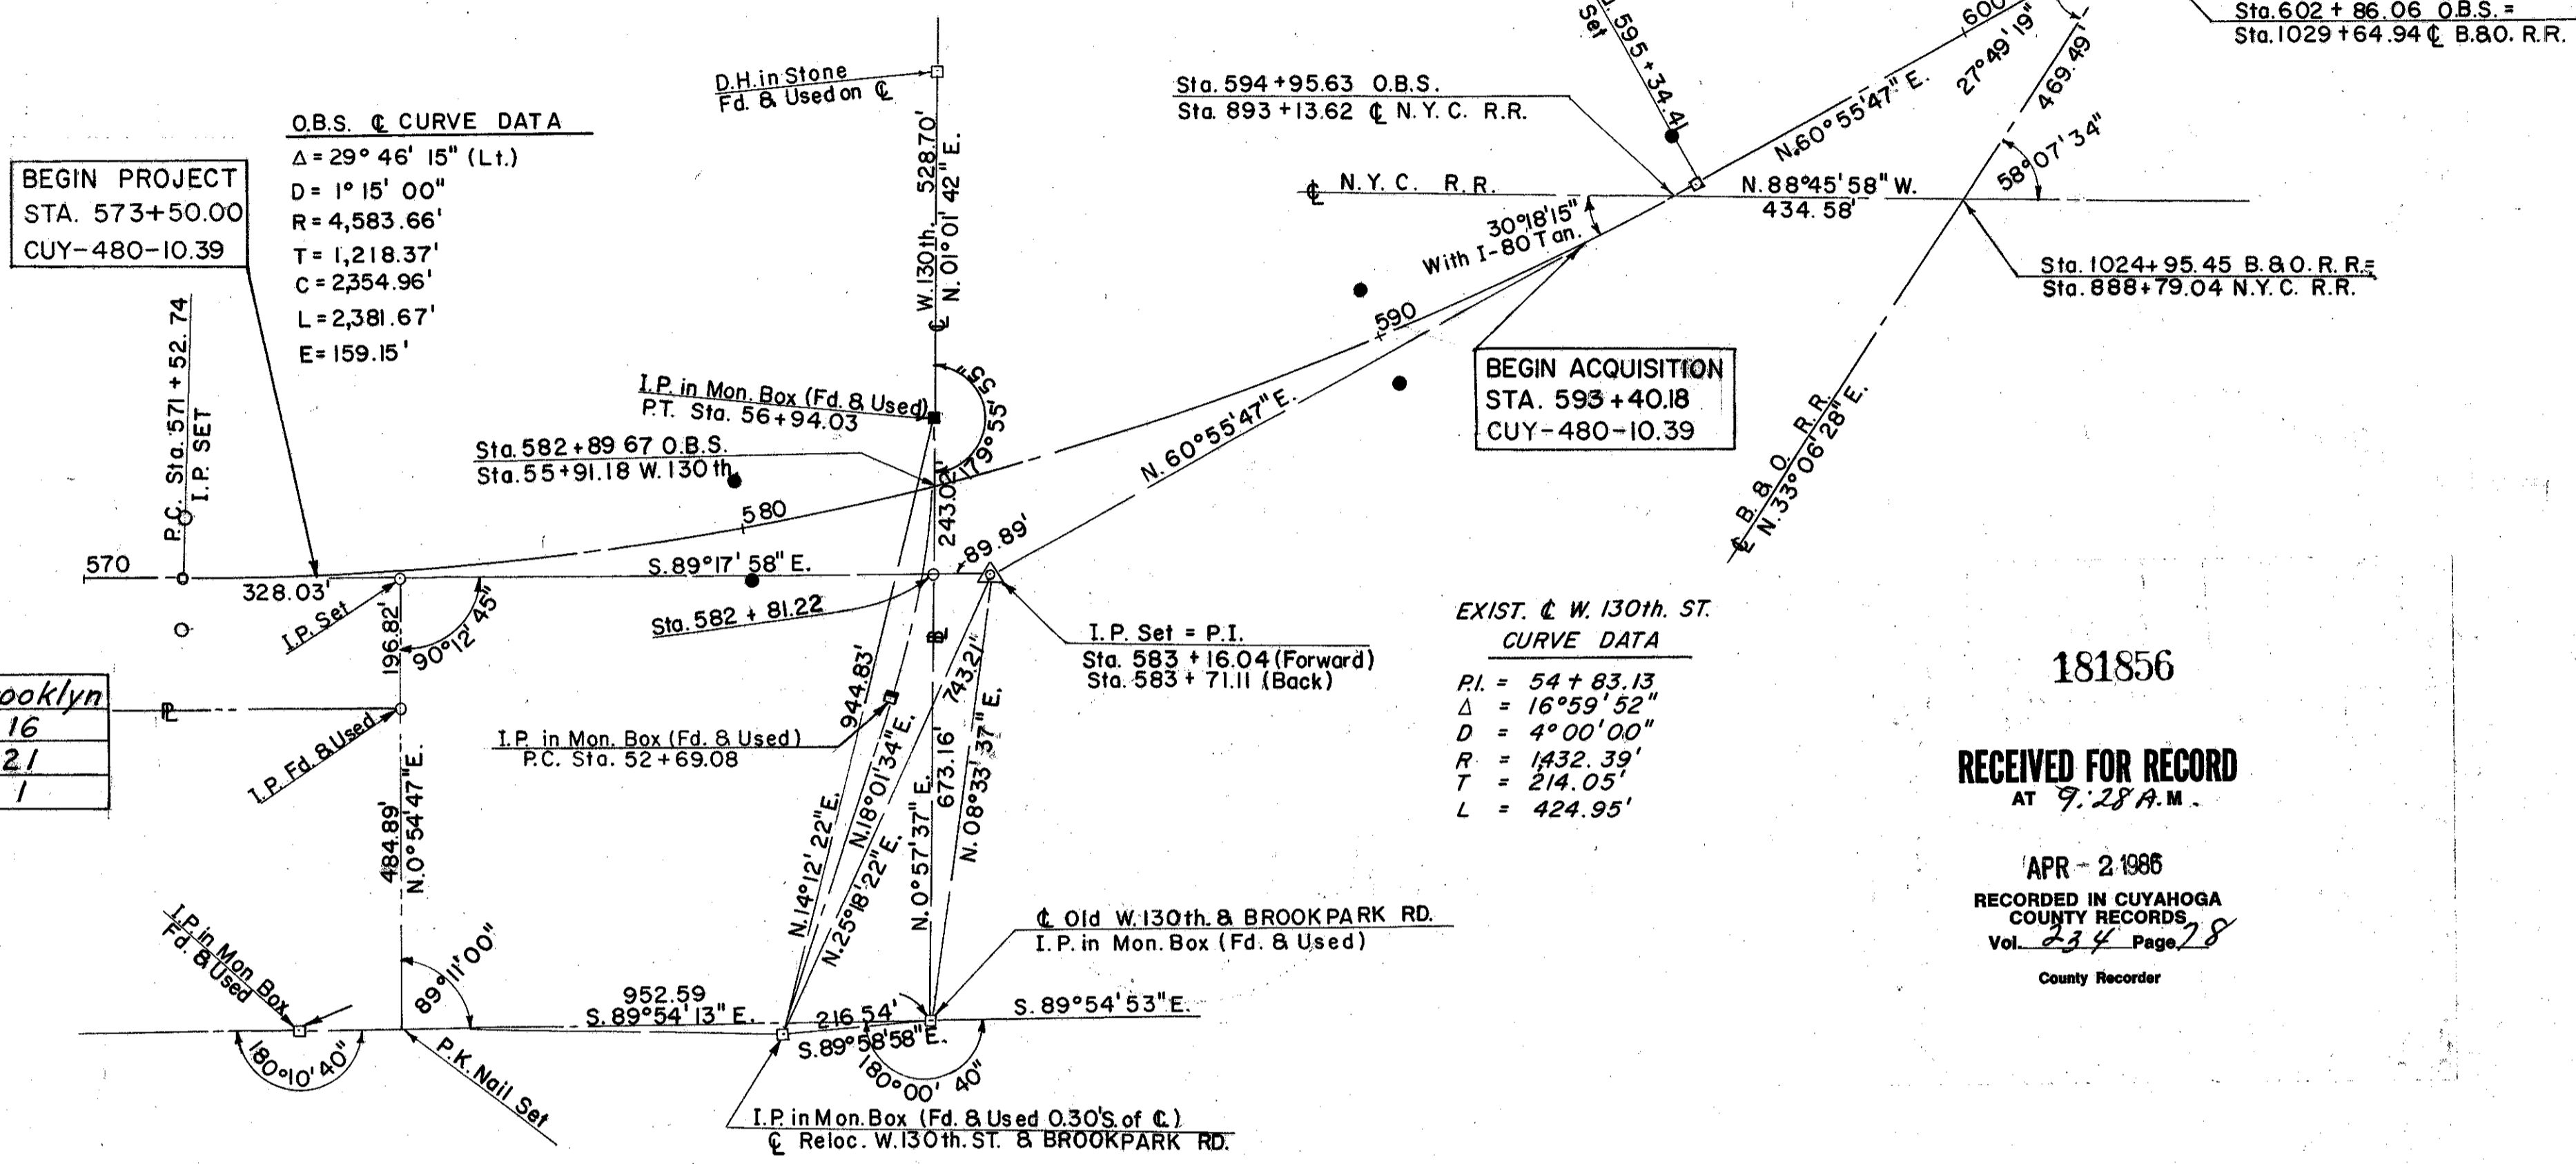 Sta. 602 + 86.06 O.B.S. =
Sta. 1029 + 64.94 ℄ B.&O. R.R.
600
27°49' 19"
469.49'
595 + 34.41
Set
D.H. in Stone
Fd. & Used on ℄
Sta. 594 + 95.63 O.B.S.
Sta. 893 + 13.62 ℄ N.Y.C. R.R.
N. 60° 55' 47" E.
58° 07' 34"
O.B.S. ℄ CURVE DATA
Δ = 29° 46' 15" (Lt.)
D = 1° 15' 00"
R = 4,583.66'
T = 1,218.37'
C = 2,354.96'
L = 2,381.67'
E = 159.15'
BEGIN PROJECT
STA. 573+50.00
CUY-480-10.39
℄ W. 130th. 528.70'
N. 01° 01' 42" E.
℄ N.Y.C. R.R.
N. 88° 45' 58" W.
434.58'
30°18'15"
With I-80 Tan.
Sta. 1024 + 95.45 B.&O. R.R. =
Sta. 888 + 79.04 N.Y.C. R.R.
P.C. Sta. 571 + 52.74
I.P. SET
590
BEGIN ACQUISITION
STA. 593 + 40.18
CUY-480-10.39
I.P. in Mon. Box (Fd. & Used)
P.T. Sta. 56 + 94.03
179° 55' 55"
Sta. 582 + 89 67 O.B.S.
Sta. 55 + 91.18 W. 130 th.
243.02'
N. 60° 55' 47" E.
℄ B. & O. R.R.
N. 33° 06' 28" E.
580
570
328.03'
S. 89° 17' 58" E.
89.89'
I.P. Set
196.82'
90° 12' 45"
Sta. 582 + 81.22
I.P. Set = P.I.
Sta. 583 + 16.04 (Forward)
Sta. 583 + 71.11 (Back)
EXIST. ℄ W. 130th. ST.
CURVE DATA
P.I. = 54 + 83.13
Δ = 16° 59' 52"
D = 4° 00' 00"
R = 1432.39'
T = 214.05'
L = 424.95'
ooklyn
16
21
1
I.P. Fd. & Used
I.P. in Mon. Box (Fd. & Used)
P.C. Sta. 52 + 69.08
944.83'
N. 14° 12' 22" E.
N. 18° 01' 34" E.
743.21"
N. 25° 18' 22" E.
673.16'
N. 0° 57' 37" E.
N. 08° 33' 37" E.
484.89'
N. 0° 54' 47" E.
181856
RECEIVED FOR RECORD
AT 9:28 A.M.
APR - 2 1986
RECORDED IN CUYAHOGA
COUNTY RECORDS
Vol. 234 Page 78
County Recorder
℄ Old W. 130th. & BROOKPARK RD.
I.P. in Mon. Box (Fd. & Used)
I.P. in Mon. Box
Fd. & Used
89° 11' 00"
952.59
S. 89° 54' 13" E.
216.54'
S. 89° 58' 58" E.
S. 89° 54' 53" E.
180° 10' 40"
P.K. Nail Set
180° 00' 40"
I.P. in Mon. Box (Fd. & Used 0.30'S. of ℄.)
℄ Reloc. W. 130th. ST. & BROOKPARK RD.